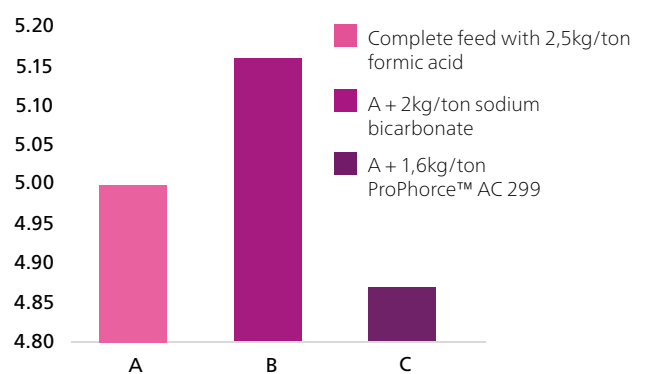 5.20
5.15
5.10
5.05
5.00
4.95
4.90
4.85
4.80
A
B
C
Complete feed with 2,5kg/ton
formic acid
A + 2kg/ton sodium
bicarbonate
A + 1,6kg/ton
ProPhorce™ AC 299